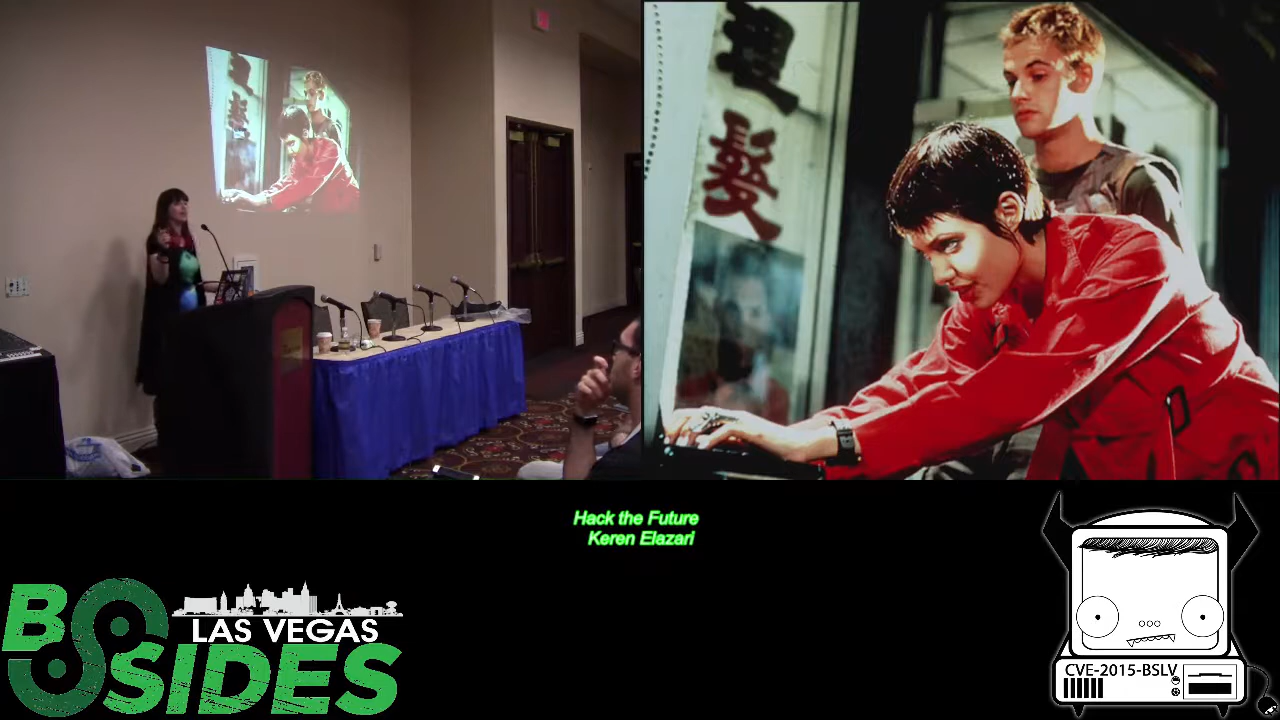 理
髮
Hack the Future
Keren Elazari
BSIDES
LAS VEGAS
CVE-2015-BSLV